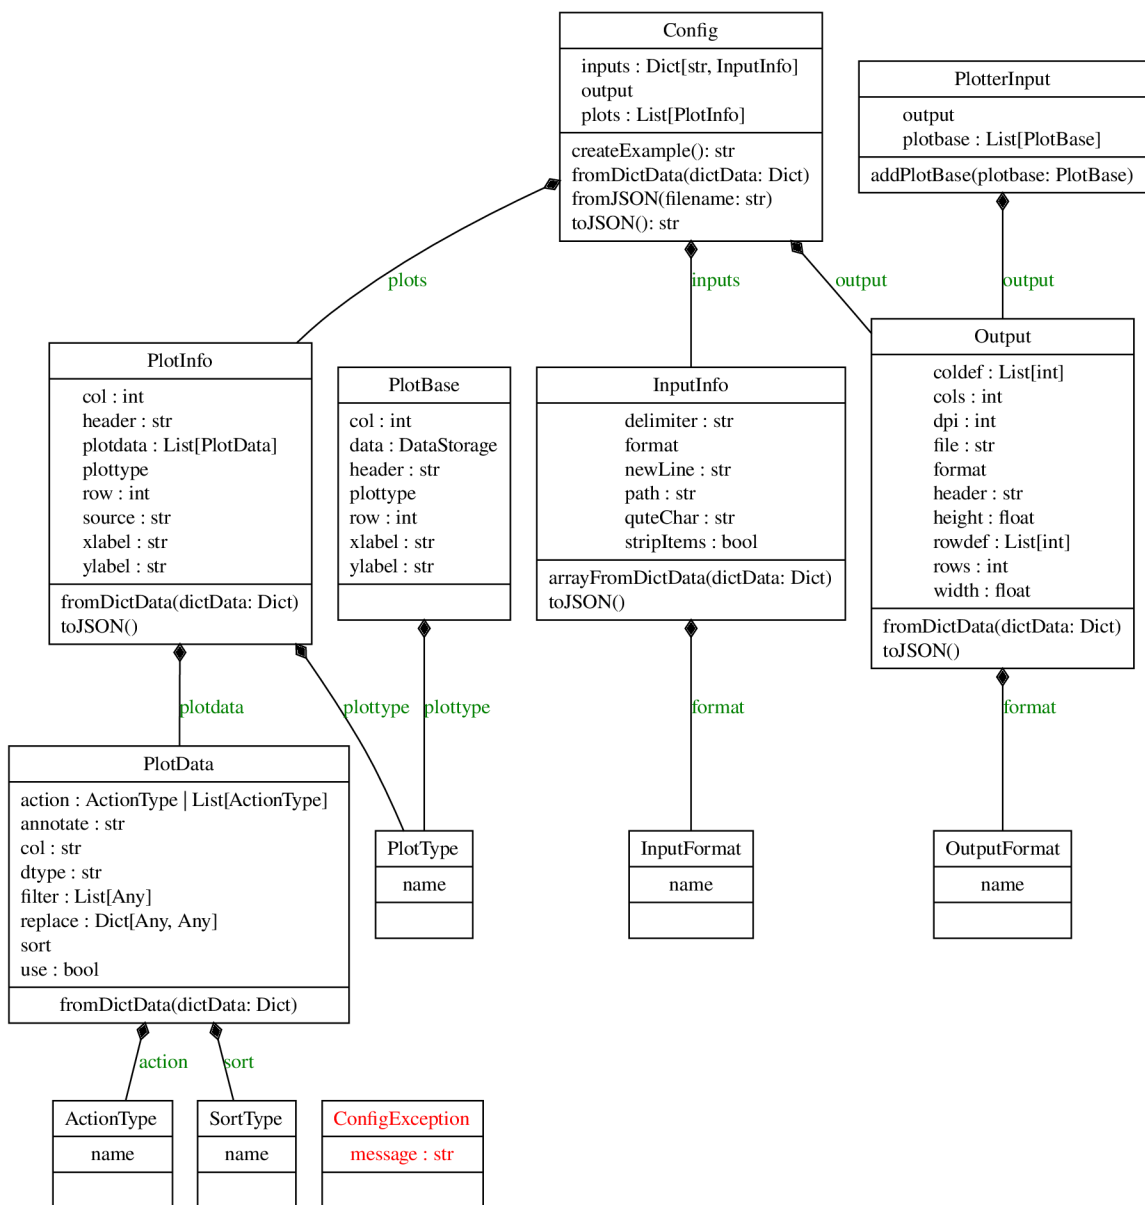 Config
inputs : Dict[str, InputInfo]
output
plots : List[PlotInfo]
createExample(): str
fromDictData(dictData: Dict)
fromJSON(filename: str)
toJSON(): str
PlotterInput
output
plotbase : List[PlotBase]
addPlotBase(plotbase: PlotBase)
plots
inputs
output
output
PlotInfo
col : int
header : str
plotdata : List[PlotData]
plottype
row : int
source : str
xlabel : str
ylabel : str
fromDictData(dictData: Dict)
toJSON()
PlotBase
col : int
data : DataStorage
header : str
plottype
row : int
xlabel : str
ylabel : str
InputInfo
delimiter : str
format
newLine : str
path : str
quteChar : str
stripItems : bool
arrayFromDictData(dictData: Dict)
toJSON()
Output
coldef : List[int]
cols : int
dpi : int
file : str
format
header : str
height : float
rowdef : List[int]
rows : int
width : float
fromDictData(dictData: Dict)
toJSON()
plotdata
plottype
plottype
format
format
PlotData
action : ActionType | List[ActionType]
annotate : str
col : str
dtype : str
filter : List[Any]
replace : Dict[Any, Any]
sort
use : bool
fromDictData(dictData: Dict)
PlotType
name
InputFormat
name
OutputFormat
name
action
sort
ActionType
name
SortType
name
ConfigException
message : str